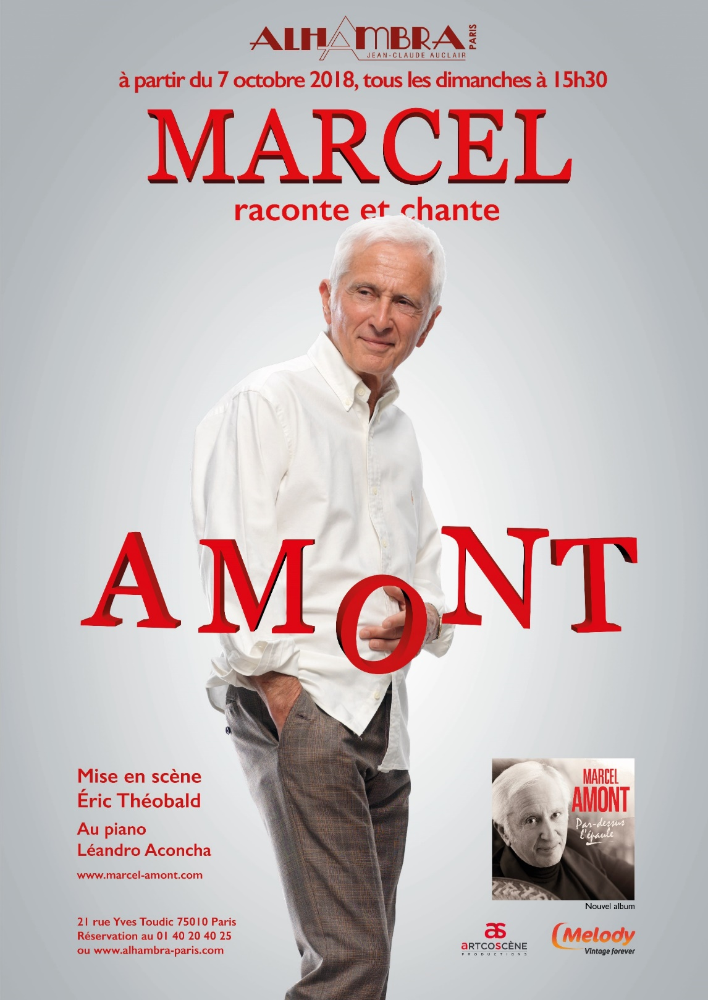 ALHAMBRA PARIS
JEAN-CLAUDE AUCLAIR
à partir du 7 octobre 2018, tous les dimanches à 15h30
MARCEL
raconte et chante
AMONT
Mise en scène
Éric Théobald
Au piano
Léandro Aconcha
www.marcel-amont.com
21 rue Yves Toudic 75010 Paris
Réservation au 01 40 20 40 25
ou www.alhambra-paris.com
MARCEL
AMONT
Par-dessus
l'épaule
Nouvel album
as
aRTCOSCÈNE
PRODUCTIONS
Melody
Vintage forever